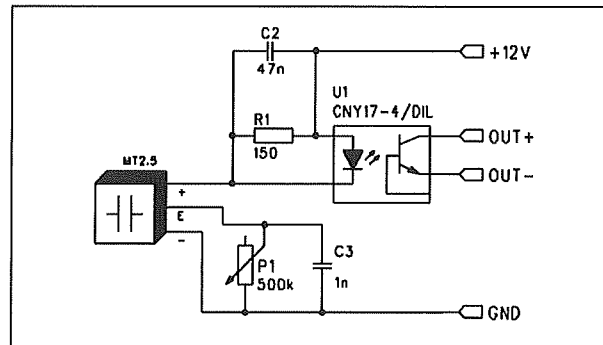 C2
47n
+12V
U1
CNY17-4/DIL
R1
150
OUT+
OUT-
MT2.5
+
E
-
P1
500k
C3
1n
GND